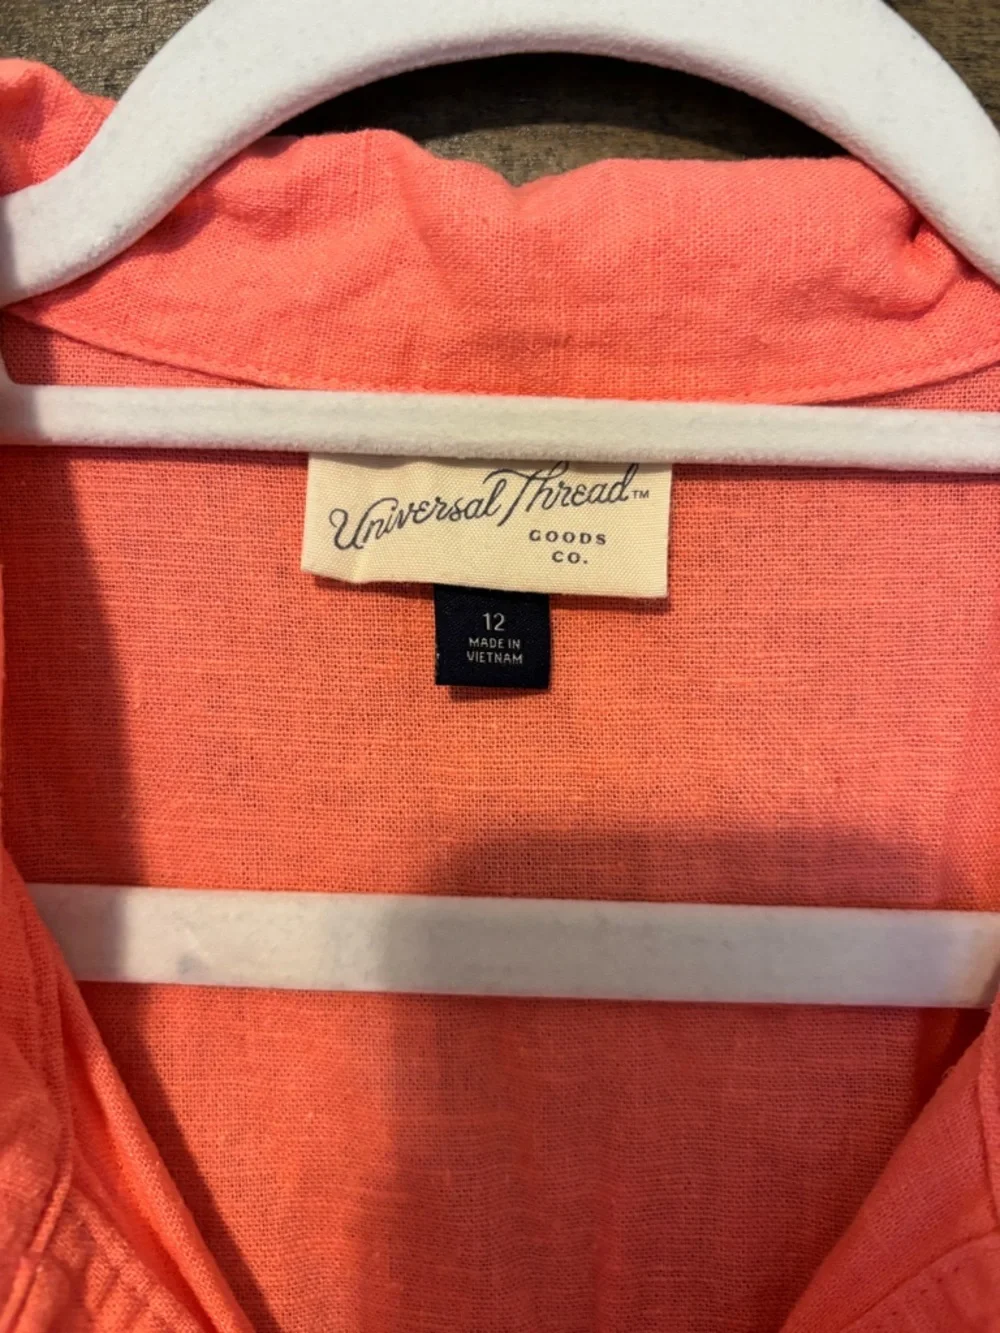 Universal Thread™
GOODS
CO.
12
MADE IN
VIETNAM